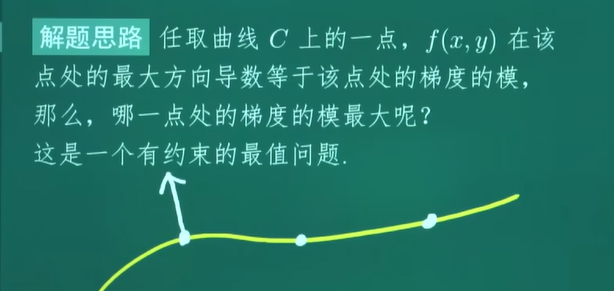 解题思路 任取曲线 C 上的一点，f(x,y) 在该
点处的最大方向导数等于该点处的梯度的模，
那么，哪一点处的梯度的模最大呢？
这是一个有约束的最值问题.